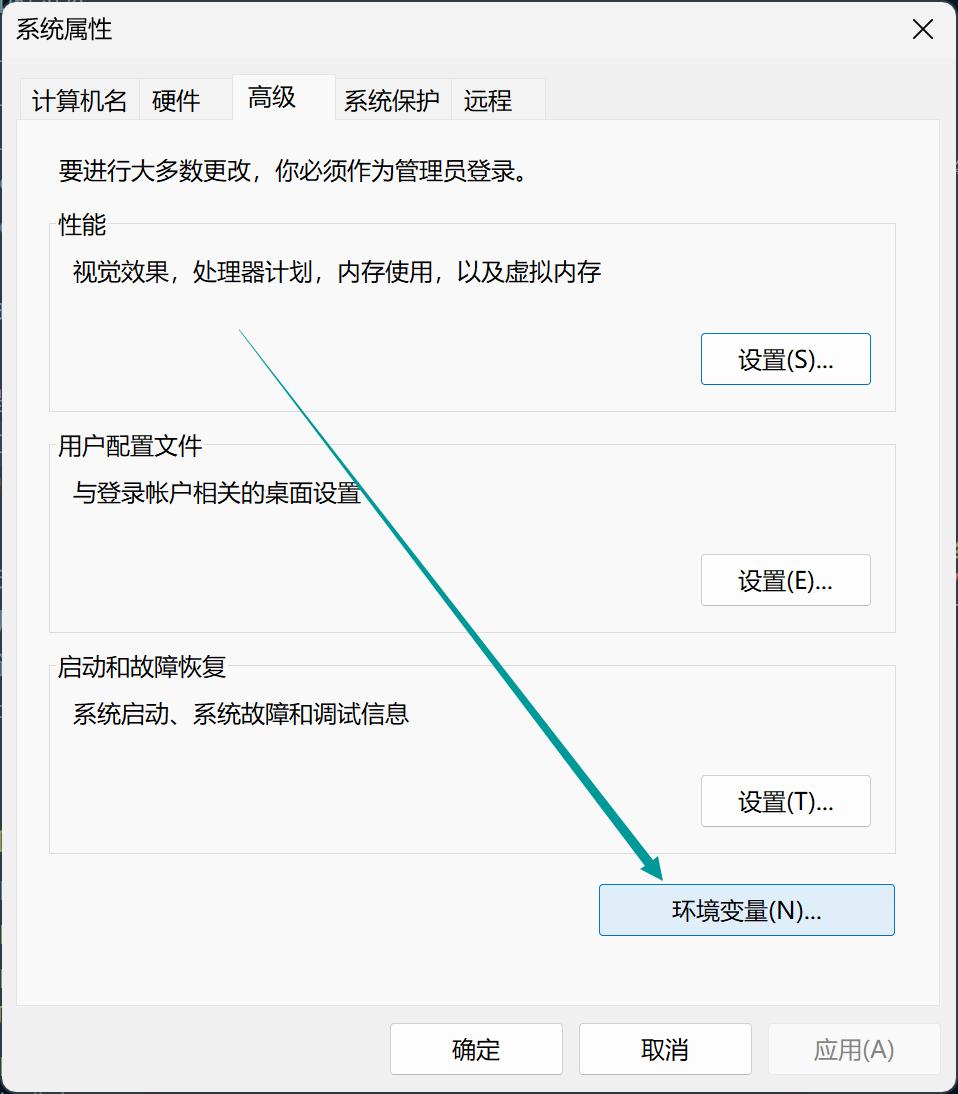 系统属性
计算机名 硬件 高级 系统保护 远程
要进行大多数更改，你必须作为管理员登录。
性能
视觉效果，处理器计划，内存使用，以及虚拟内存
设置(S)...
用户配置文件
与登录帐户相关的桌面设置
设置(E)...
启动和故障恢复
系统启动、系统故障和调试信息
设置(T)...
环境变量(N)...
确定 取消 应用(A)